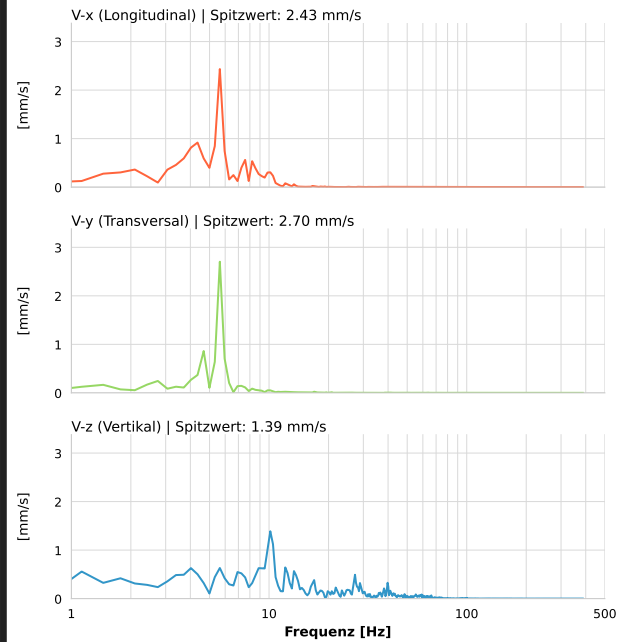 V-x (Longitudinal) | Spitzwert: 2.43 mm/s
3
2
1
0
[mm/s]
V-y (Transversal) | Spitzwert: 2.70 mm/s
3
2
1
0
[mm/s]
V-z (Vertikal) | Spitzwert: 1.39 mm/s
3
2
1
0
[mm/s]
1 10 100 500
Frequenz [Hz]